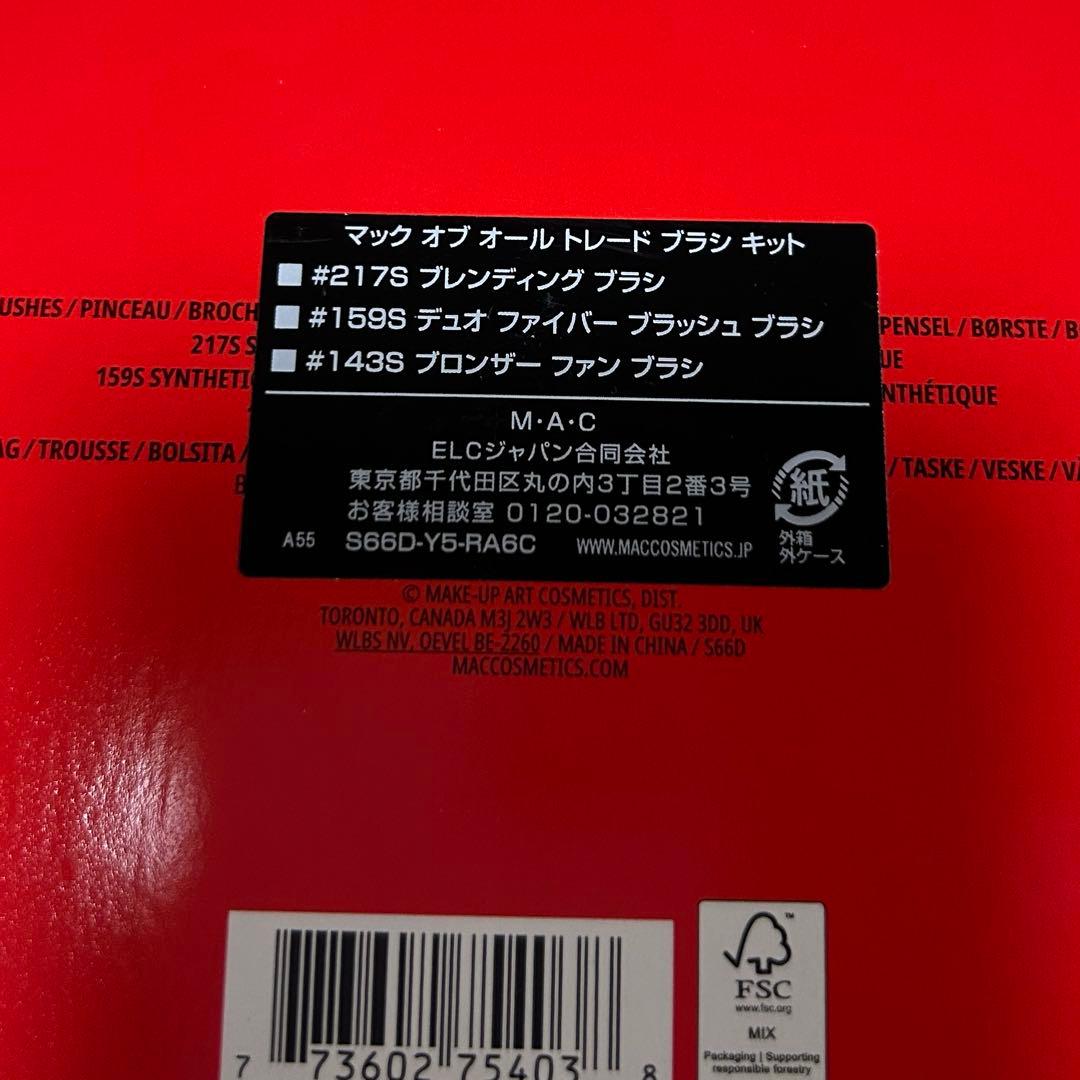 マック オブ オール トレード ブラシ キット
#217S ブレンディング ブラシ
#159S デュオ ファイバー ブラッシュ ブラシ
#143S ブロンザー ファン ブラシ
M・A・C
ELCジャパン合同会社
東京都千代田区丸の内3丁目2番3号
お客様相談室 0120-032821
A55 S66D-Y5-RA6C WWW.MACCOSMETICS.JP
紙
外箱
外ケース
/ PINCEAU / BROCH
PENSEL / BØRSTE / B
217S S
UE
159S SYNTHETI
NTHÉTIQUE
AG / TROUSSE / BOLSITA /
/ TASKE / VESKE / V
© MAKE-UP ART COSMETICS, DIST.
TORONTO, CANADA M3J 2W3 / WLB LTD, GU32 3DD, UK
WLBS NV, OEVEL BE-2260 / MADE IN CHINA / S66D
MACCOSMETICS.COM
7 73602 75403 8
™
FSC
www.fsc.org
MIX
Packaging | Supporting
responsible forestry